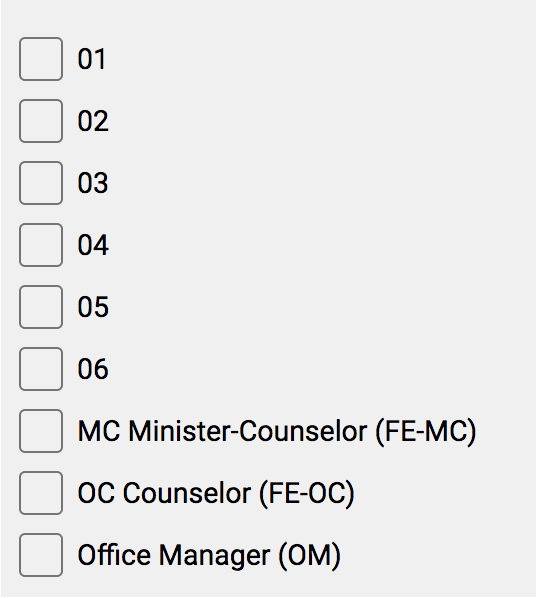 01
02
03
04
05
06
MC Minister-Counselor (FE-MC)
OC Counselor (FE-OC)
Office Manager (OM)